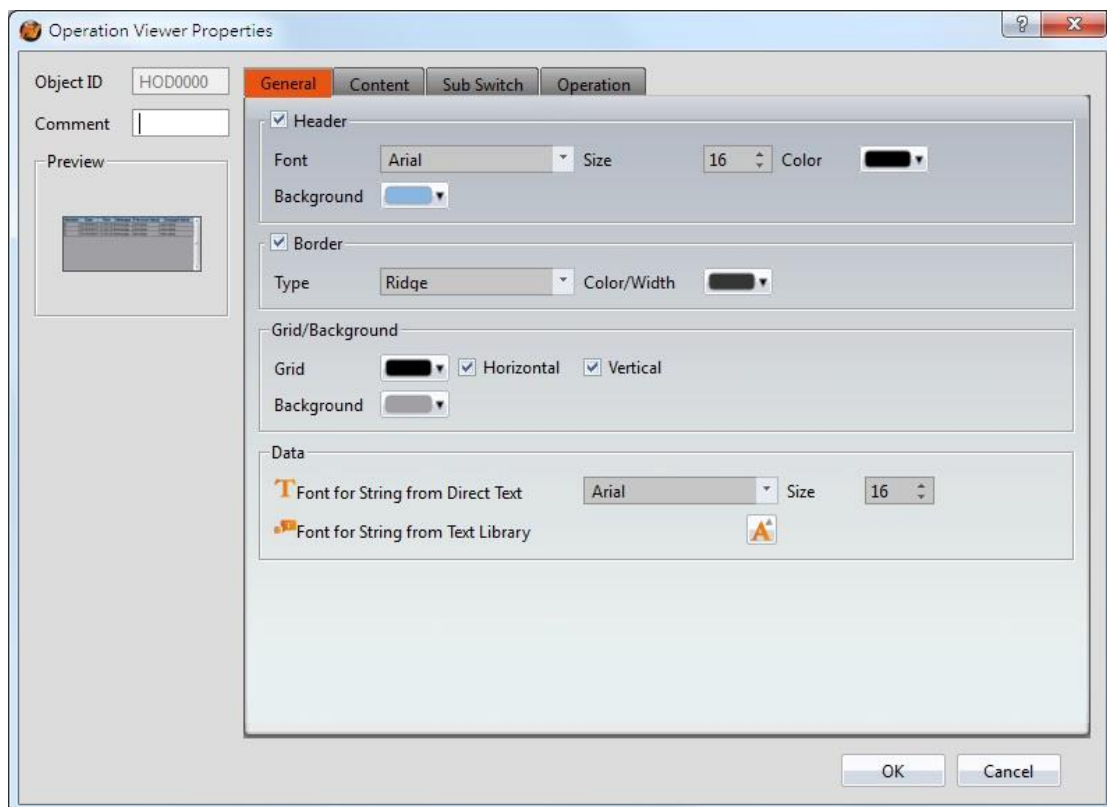 Operation Viewer Properties
Object ID HOD0000
Comment
Preview
General Content Sub Switch Operation
Header
Font Arial Size 16 Color
Background
Border
Type Ridge Color/Width
Grid/Background
Grid Horizontal Vertical
Background
Data
Font for String from Direct Text Arial Size 16
Font for String from Text Library
OK Cancel